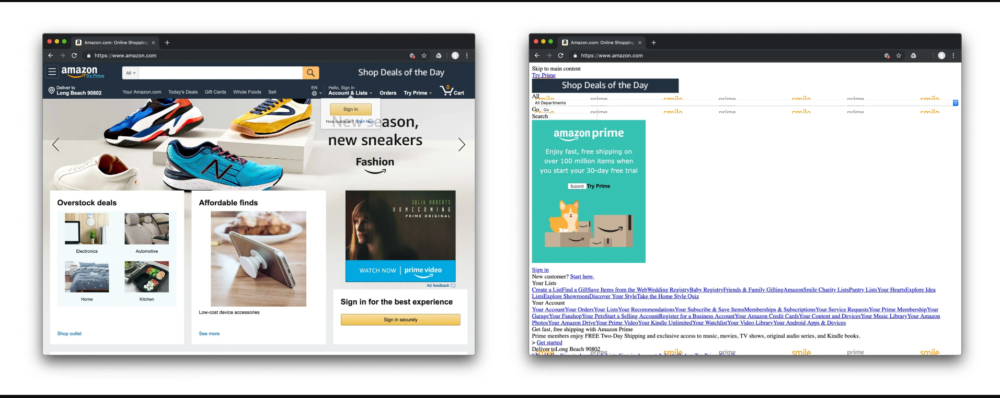 Amazon.com: Online Shopping
https://www.amazon.com
amazon
Try Prime
All
Shop Deals of the Day
Deliver to
Long Beach 90802
Your Amazon.com Today's Deals Gift Cards Whole Foods Sell
EN
Hello, Sign in
Account & Lists Orders Try Prime 0 Cart
Sign in
New customer? Start here.
New season,
new sneakers
Fashion
Overstock deals
Electronics
Automotive
Home
Kitchen
Shop outlet
Affordable finds
Low-cost device accessories
See more
JULIA ROBERTS
HOMECOMING
PRIME ORIGINAL
WATCH NOW | prime video
Ad feedback
Sign in for the best experience
Sign in securely
Amazon.com: Online Shopping
https://www.amazon.com
Skip to main content
Try Prime
Shop Deals of the Day
All
smile prime smile prime prime smile
All Departments
Go Go
smile prime smile prime smile prime smile
Search
amazon prime
Enjoy fast, free shipping on
over 100 million items when
you start your 30-day free trial
Submit Try Prime
Sign in
New customer? Start here.
Your Lists
Create a ListFind a GiftSave Items from the WebWedding RegistryBaby RegistryFriends & Family GiftingAmazonSmile Charity ListsPantry ListsYour HeartsExplore Idea
ListsExplore ShowroomDiscover Your StyleTake the Home Style Quiz
Your Account
Your AccountYour OrdersYour ListsYour RecommendationsYour Subscribe & Save ItemsMemberships & SubscriptionsYour Service RequestsYour Prime MembershipYour
GarageYour FanshopYour PetsStart a Selling AccountRegister for a Business AccountYour Amazon Credit CardsYour Content and DevicesYour Music LibraryYour Amazon
PhotosYour Amazon DriveYour Prime VideoYour Kindle UnlimitedYour WatchlistYour Video LibraryYour Android Apps & Devices
Get fast, free shipping with Amazon Prime
Prime members enjoy FREE Two-Day Shipping and exclusive access to music, movies, TV shows, original audio series, and Kindle books.
> Get started
Deliver toLong Beach 90802
smile prime smile prime smile prime smile